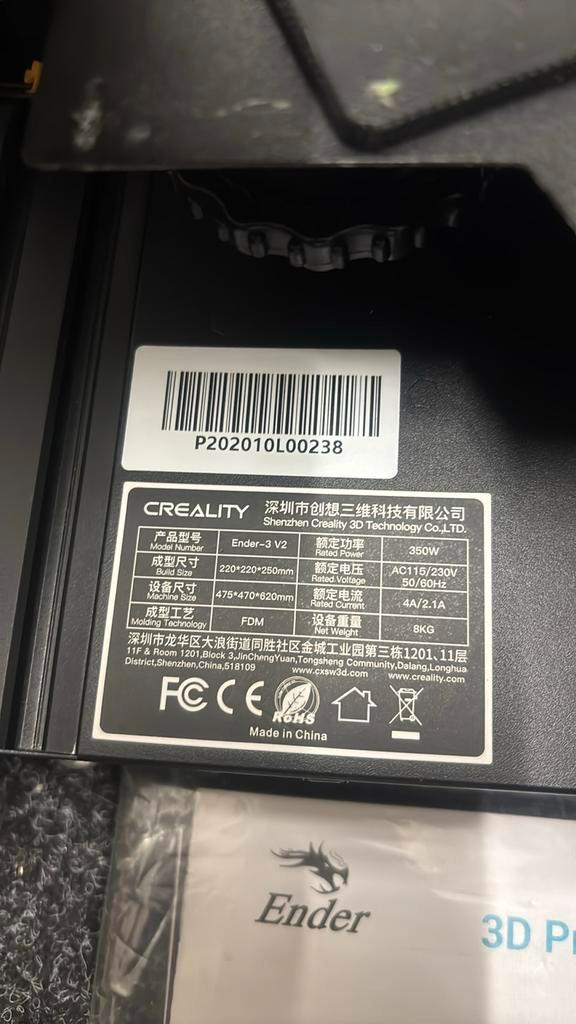 P202010L00238
CREALITY 深圳市创想三维科技有限公司
Shenzhen Creality 3D Technology Co.,LTD.
产品型号 Model Number Ender-3 V2 额定功率 Rated Power 350W
成型尺寸 Build Size 220*220*250mm 额定电压 Rated Voltage AC115/230V 50/60Hz
设备尺寸 Machine Size 475*470*620mm 额定电流 Rated Current 4A/2.1A
成型工艺 Molding Technology FDM 设备重量 Net Weight 8KG
深圳市龙华区大浪街道同胜社区金城工业园第三栋1201、11层
11F & Room 1201,Block 3,JinChengYuan,Tongsheng Community,Dalang,Longhua
District,Shenzhen,China,518109 www.cxsw3d.com www.creality.com
FC CE RoHS
Made in China
Ender
3D Pr